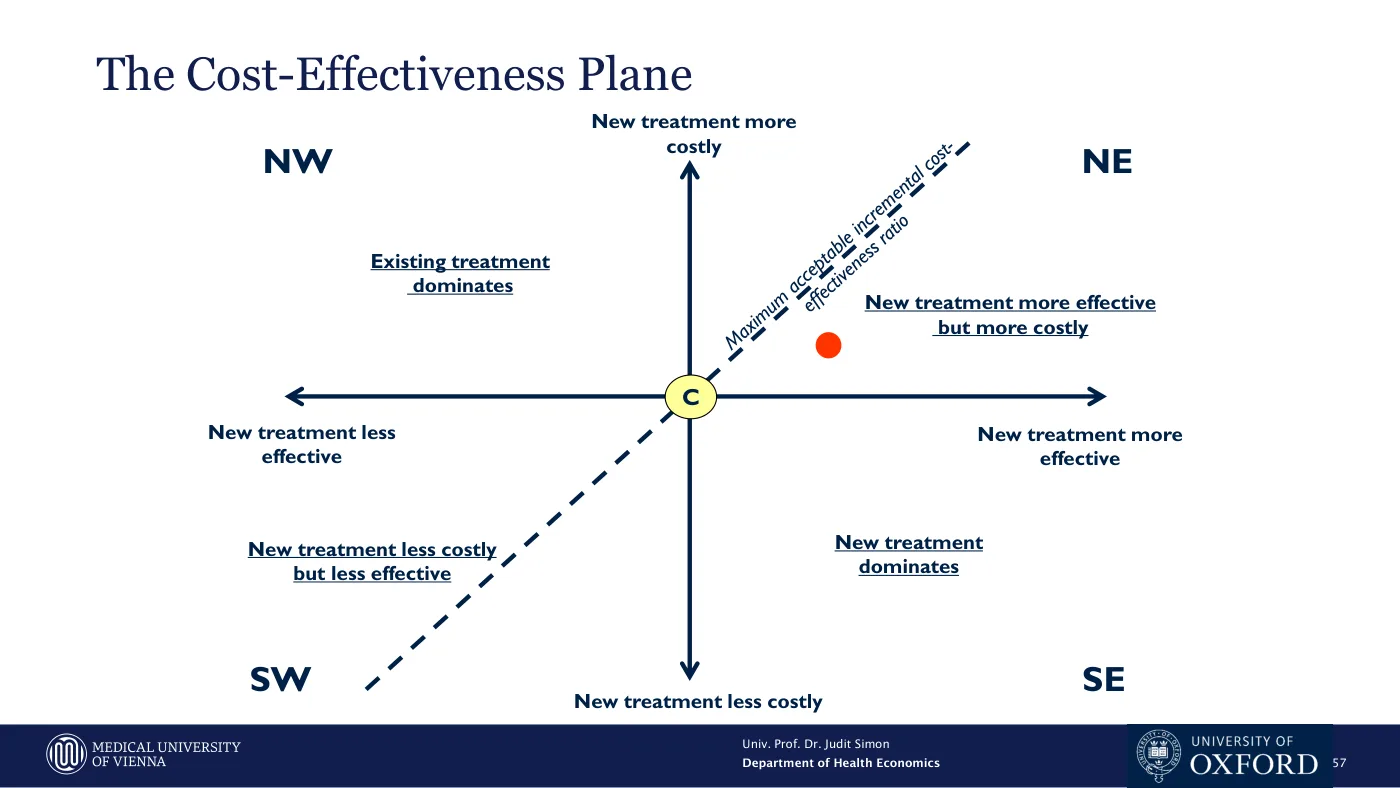 The Cost-Effectiveness Plane
New treatment more
costly
NW
NE
Maximum acceptable incremental cost-
effectiveness ratio
Existing treatment
dominates
New treatment more effective
but more costly
C
New treatment less
effective
New treatment more
effective
New treatment less costly
but less effective
New treatment
dominates
SW
SE
New treatment less costly
MEDICAL UNIVERSITY
OF VIENNA
Univ. Prof. Dr. Judit Simon
Department of Health Economics
UNIVERSITY OF
OXFORD
57